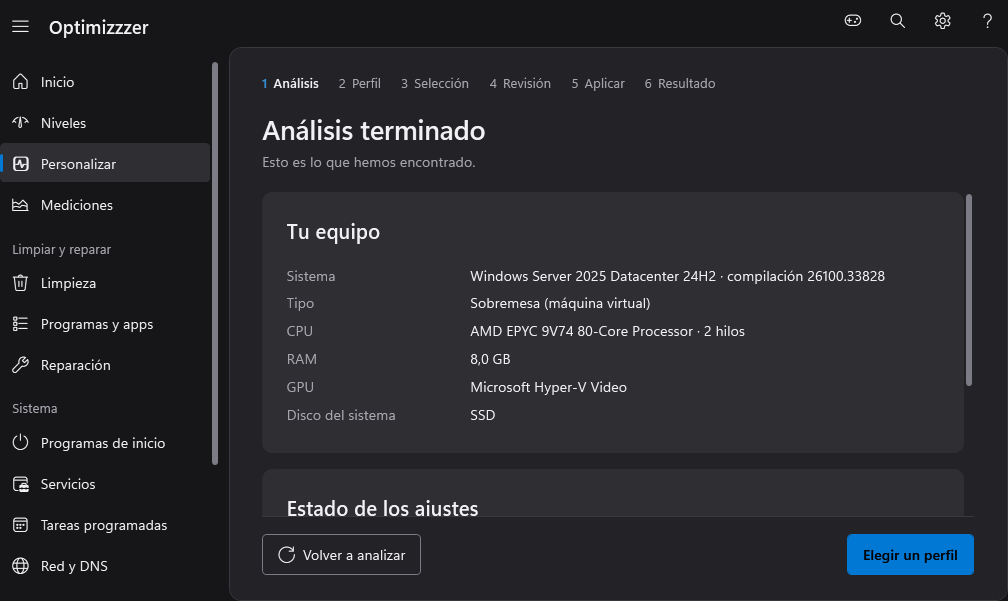 Optimizzzer
Inicio
Niveles
Personalizar
Mediciones
Limpiar y reparar
Limpieza
Programas y apps
Reparación
Sistema
Programas de inicio
Servicios
Tareas programadas
Red y DNS
1 Análisis 2 Perfil 3 Selección 4 Revisión 5 Aplicar 6 Resultado
Análisis terminado
Esto es lo que hemos encontrado.
Tu equipo
Sistema Windows Server 2025 Datacenter 24H2 · compilación 26100.33828
Tipo Sobremesa (máquina virtual)
CPU AMD EPYC 9V74 80-Core Processor · 2 hilos
RAM 8,0 GB
GPU Microsoft Hyper-V Video
Disco del sistema SSD
Estado de los ajustes
Volver a analizar
Elegir un perfil